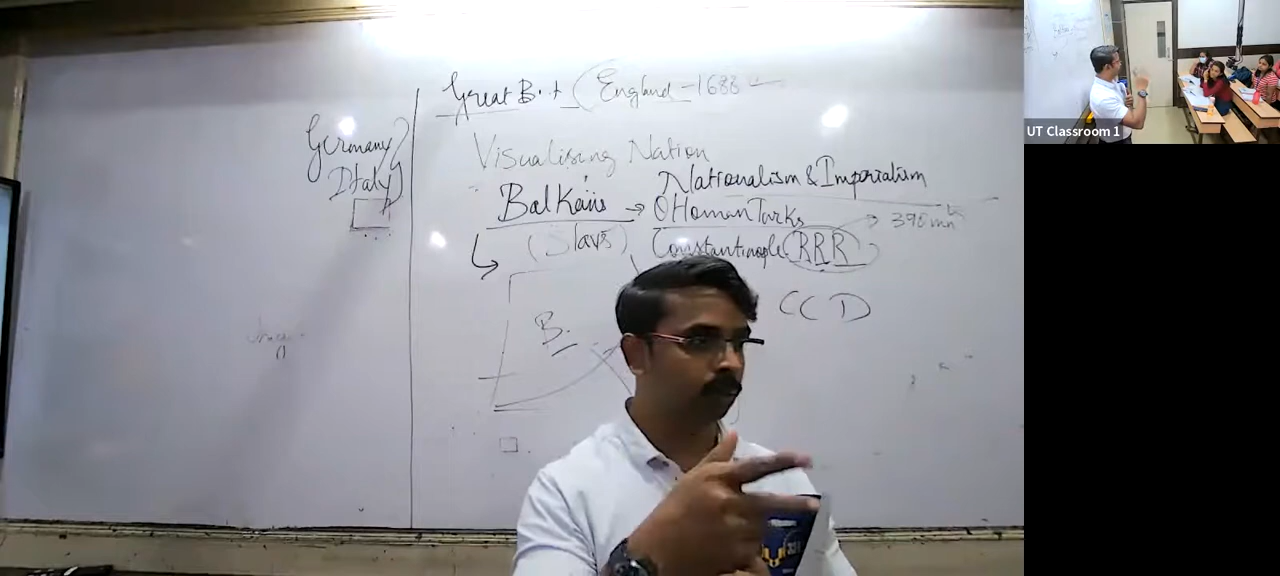 Germany
Italy
Great B. + England - 1688
Visualising Nation
Nationalism & Imperialism
Balkans → Ottoman Turks
390 mn
(Slavs)
Constantinople RRR
CCD
B.
UT Classroom 1